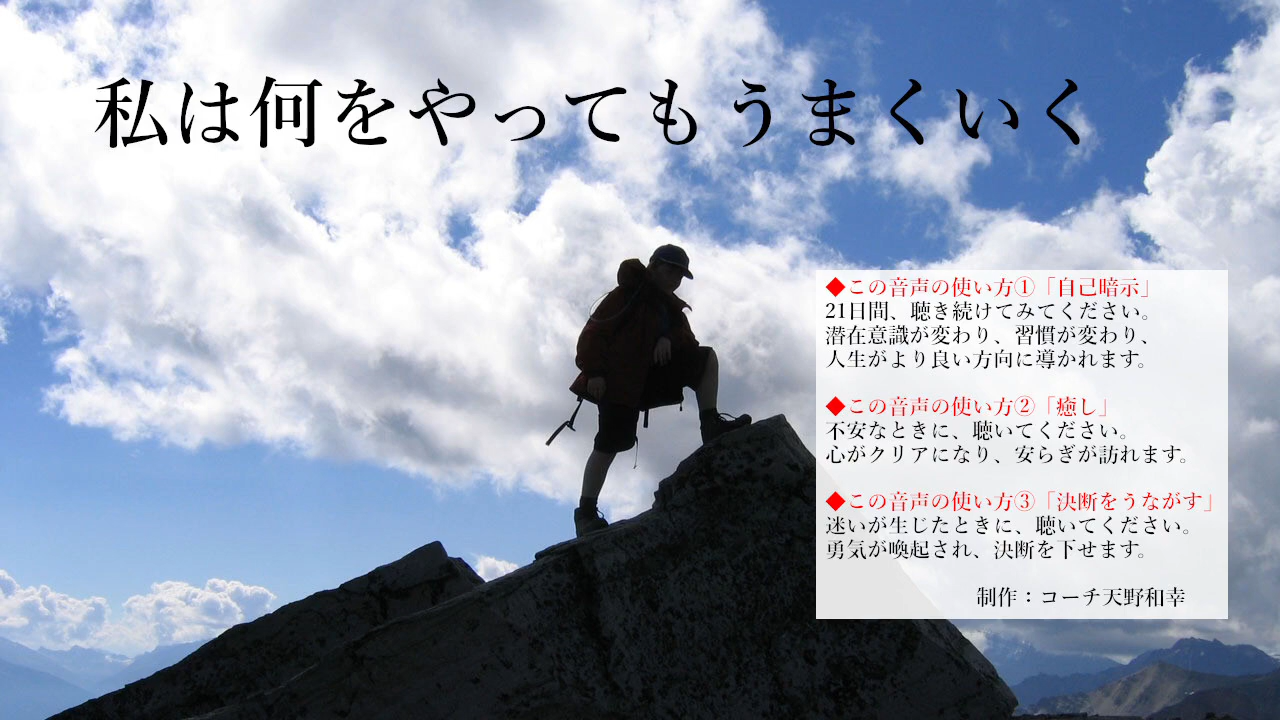 私は何をやってもうまくいく
◆この音声の使い方①「自己暗示」
21日間、聴き続けてみてください。
潜在意識が変わり、習慣が変わり、
人生がより良い方向に導かれます。
◆この音声の使い方②「癒し」
不安なときに、聴いてください。
心がクリアになり、安らぎが訪れます。
◆この音声の使い方③「決断をうながす」
迷いが生じたときに、聴いてください。
勇気が喚起され、決断を下せます。
制作：コーチ天野和幸